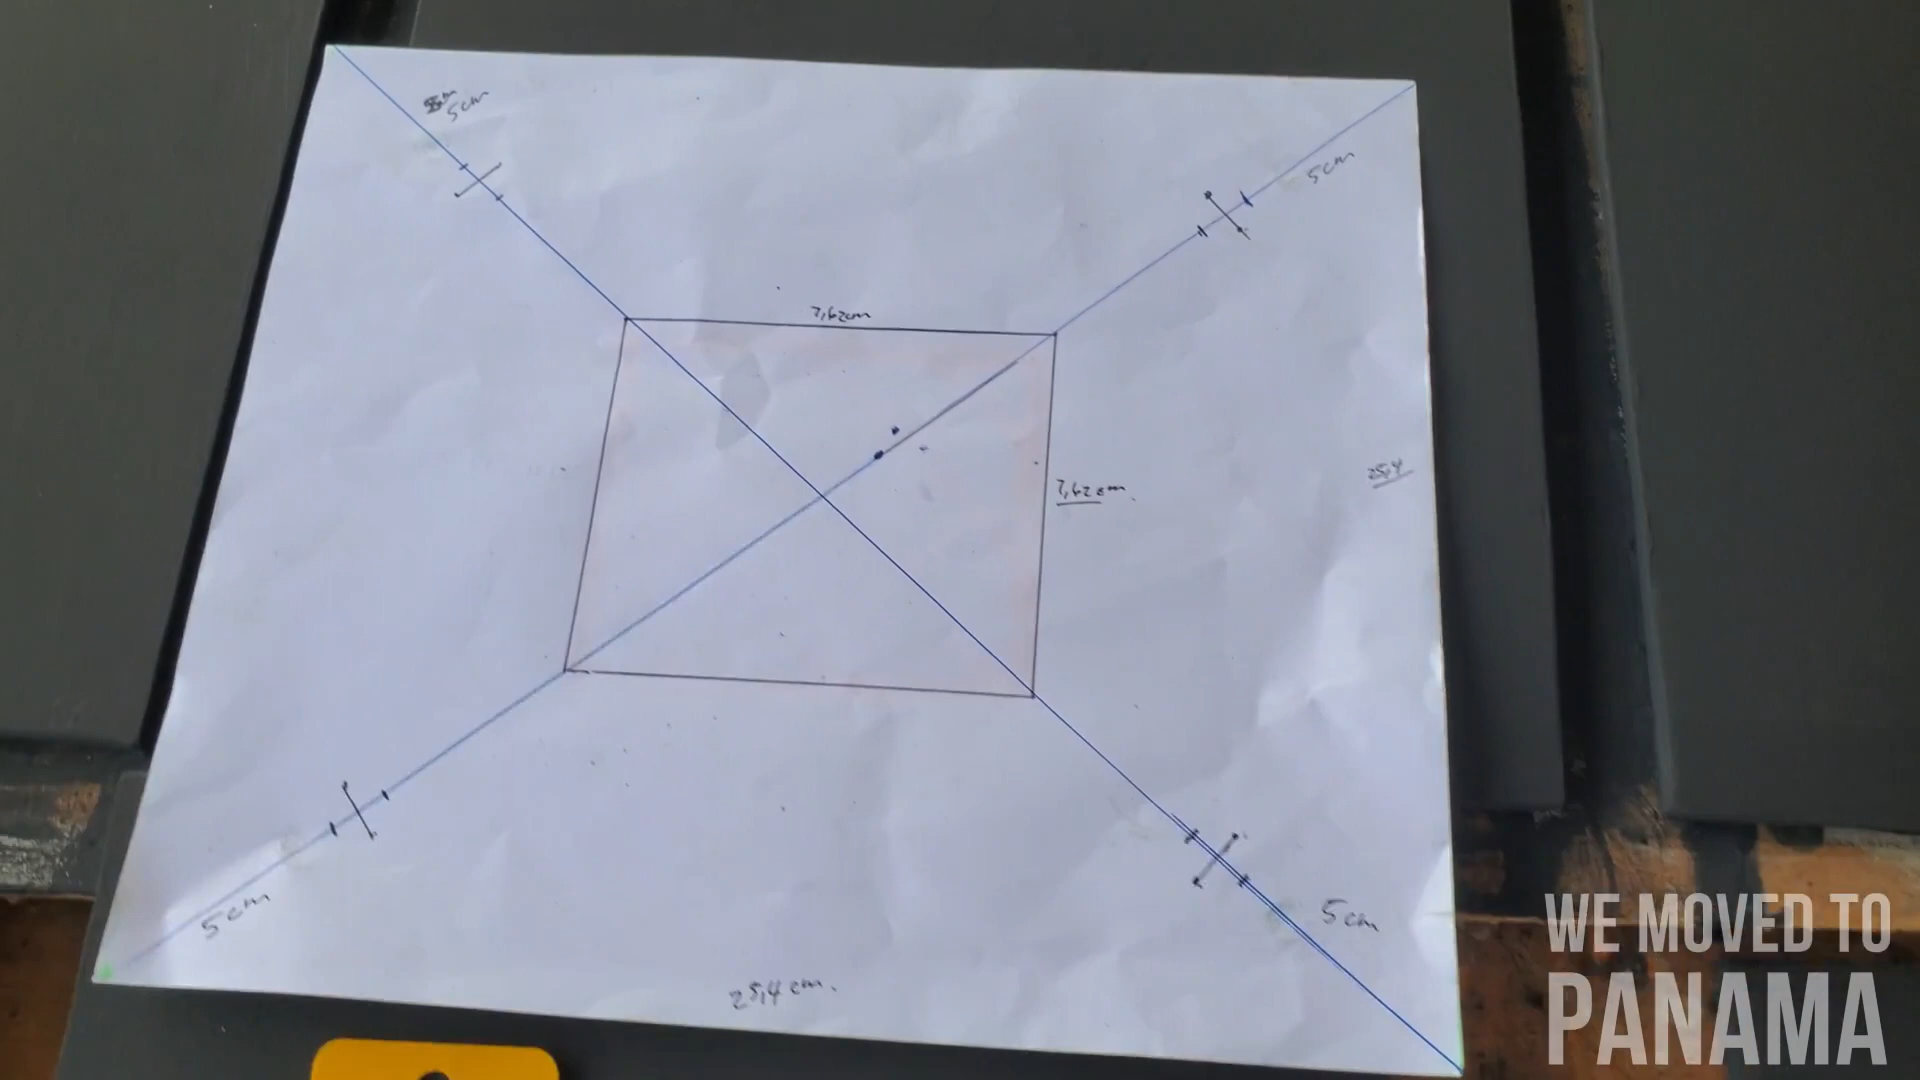 5cm
5cm
7,62cm
7,62cm.
25,4
5cm
5cm
25,4 cm.
WE MOVED TO
PANAMA